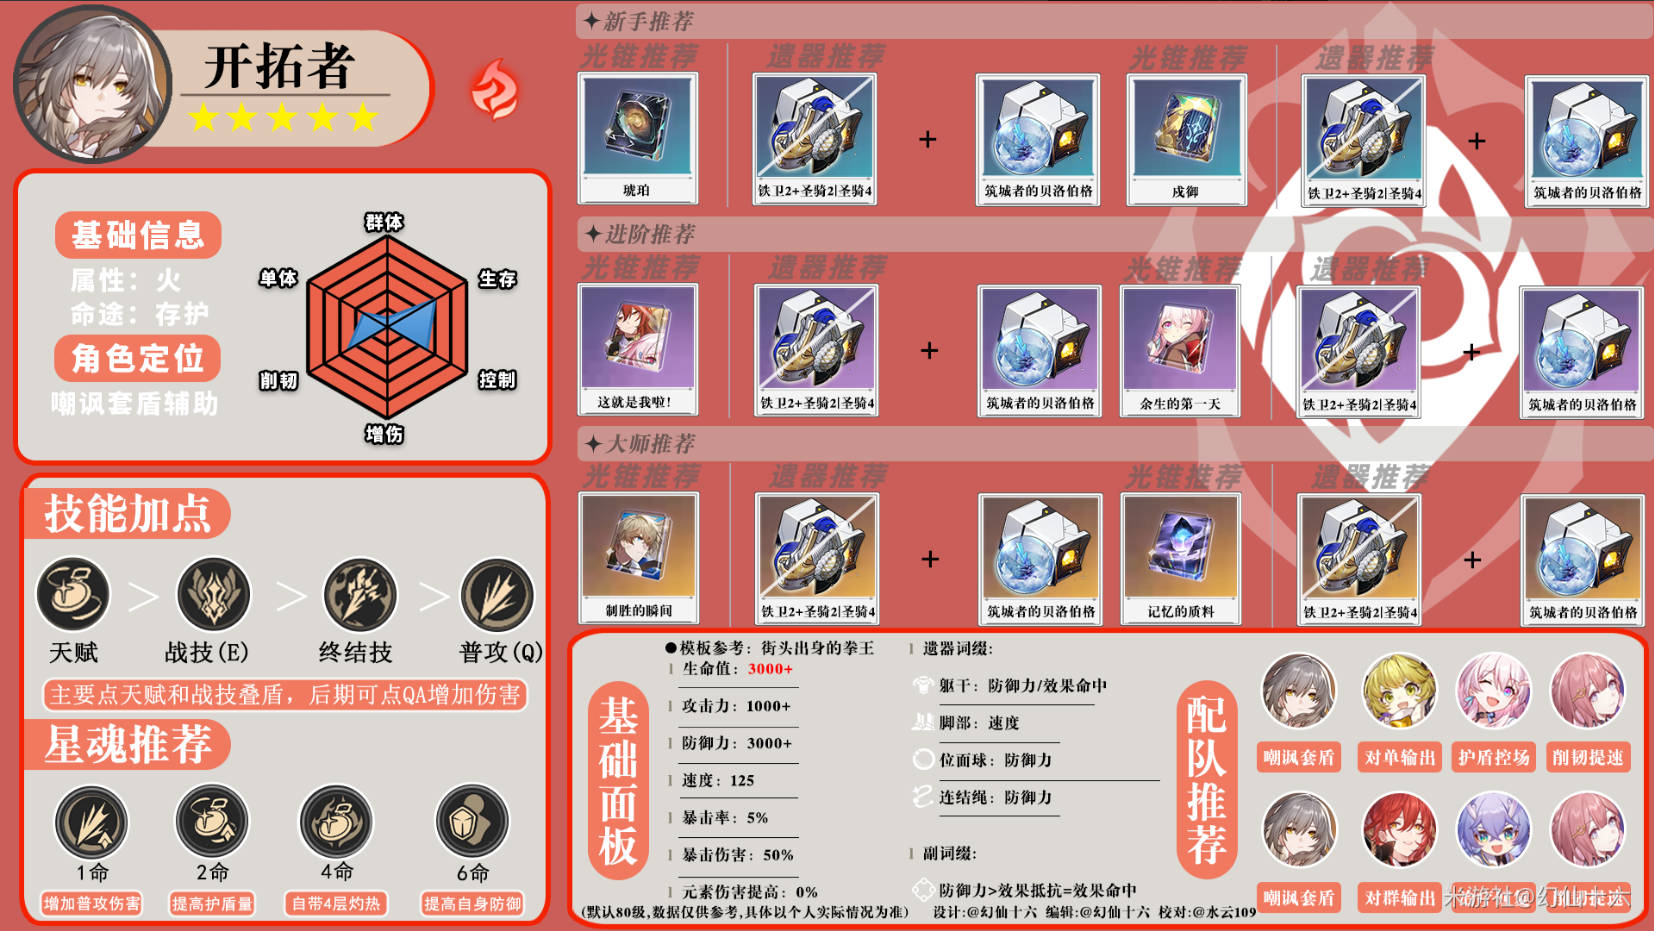 开拓者
基础信息
属性：火
命途：存护
角色定位
嘲讽套盾辅助
群体
生存
控制
增伤
削韧
单体
技能加点
天赋
战技(E)
终结技
普攻(Q)
主要点天赋和战技叠盾，后期可点QA增加伤害
星魂推荐
1命
2命
4命
6命
增加普攻伤害
提高护盾量
自带4层灼热
提高自身防御
新手推荐
光锥推荐
遗器推荐
光锥推荐
遗器推荐
琥珀
铁卫2+圣骑2|圣骑4
+
筑城者的贝洛伯格
戍御
铁卫2+圣骑2|圣骑4
+
筑城者的贝洛伯格
进阶推荐
光锥推荐
遗器推荐
光锥推荐
遗器推荐
这就是我啦！
铁卫2+圣骑2|圣骑4
+
筑城者的贝洛伯格
余生的第一天
铁卫2+圣骑2|圣骑4
+
筑城者的贝洛伯格
大师推荐
光锥推荐
遗器推荐
光锥推荐
遗器推荐
制胜的瞬间
铁卫2+圣骑2|圣骑4
+
筑城者的贝洛伯格
记忆的质料
铁卫2+圣骑2|圣骑4
+
筑城者的贝洛伯格
基础面板
●模板参考：街头出身的拳王
生命值：3000+
攻击力：1000+
防御力：3000+
速度：125
暴击率：5%
暴击伤害：50%
元素伤害提高：0%
(默认80级,数据仅供参考,具体以个人实际情况为准)
遗器词缀:
躯干：防御力/效果命中
脚部：速度
位面球：防御力
连结绳：防御力
副词缀:
防御力>效果抵抗=效果命中
设计:@幻仙十六 编辑:@幻仙十六 校对:@水云109
配队推荐
嘲讽套盾
对单输出
护盾控场
削韧提速
嘲讽套盾
对群输出
提速
米游社@幻仙十六